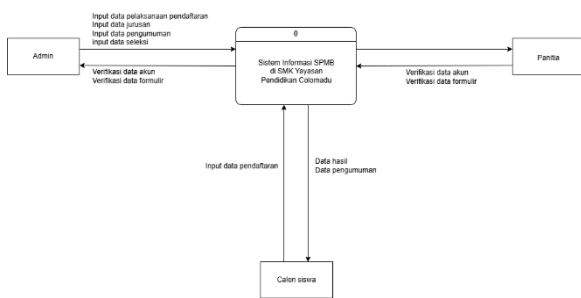 Input data pelaksanaan pendaftaran
Input data jurusan
Input data pengumuman
Input data seleksi
0
Admin
Sistem Informasi SPMB
di SMK Yayasan
Pendidikan Colomadu
Panitia
Verifikasi data akun
Verifikasi data formulir
Verifikasi data akun
Verifikasi data formulir
Input data pendaftaran
Data hasil
Data pengumuman
Calon siswa